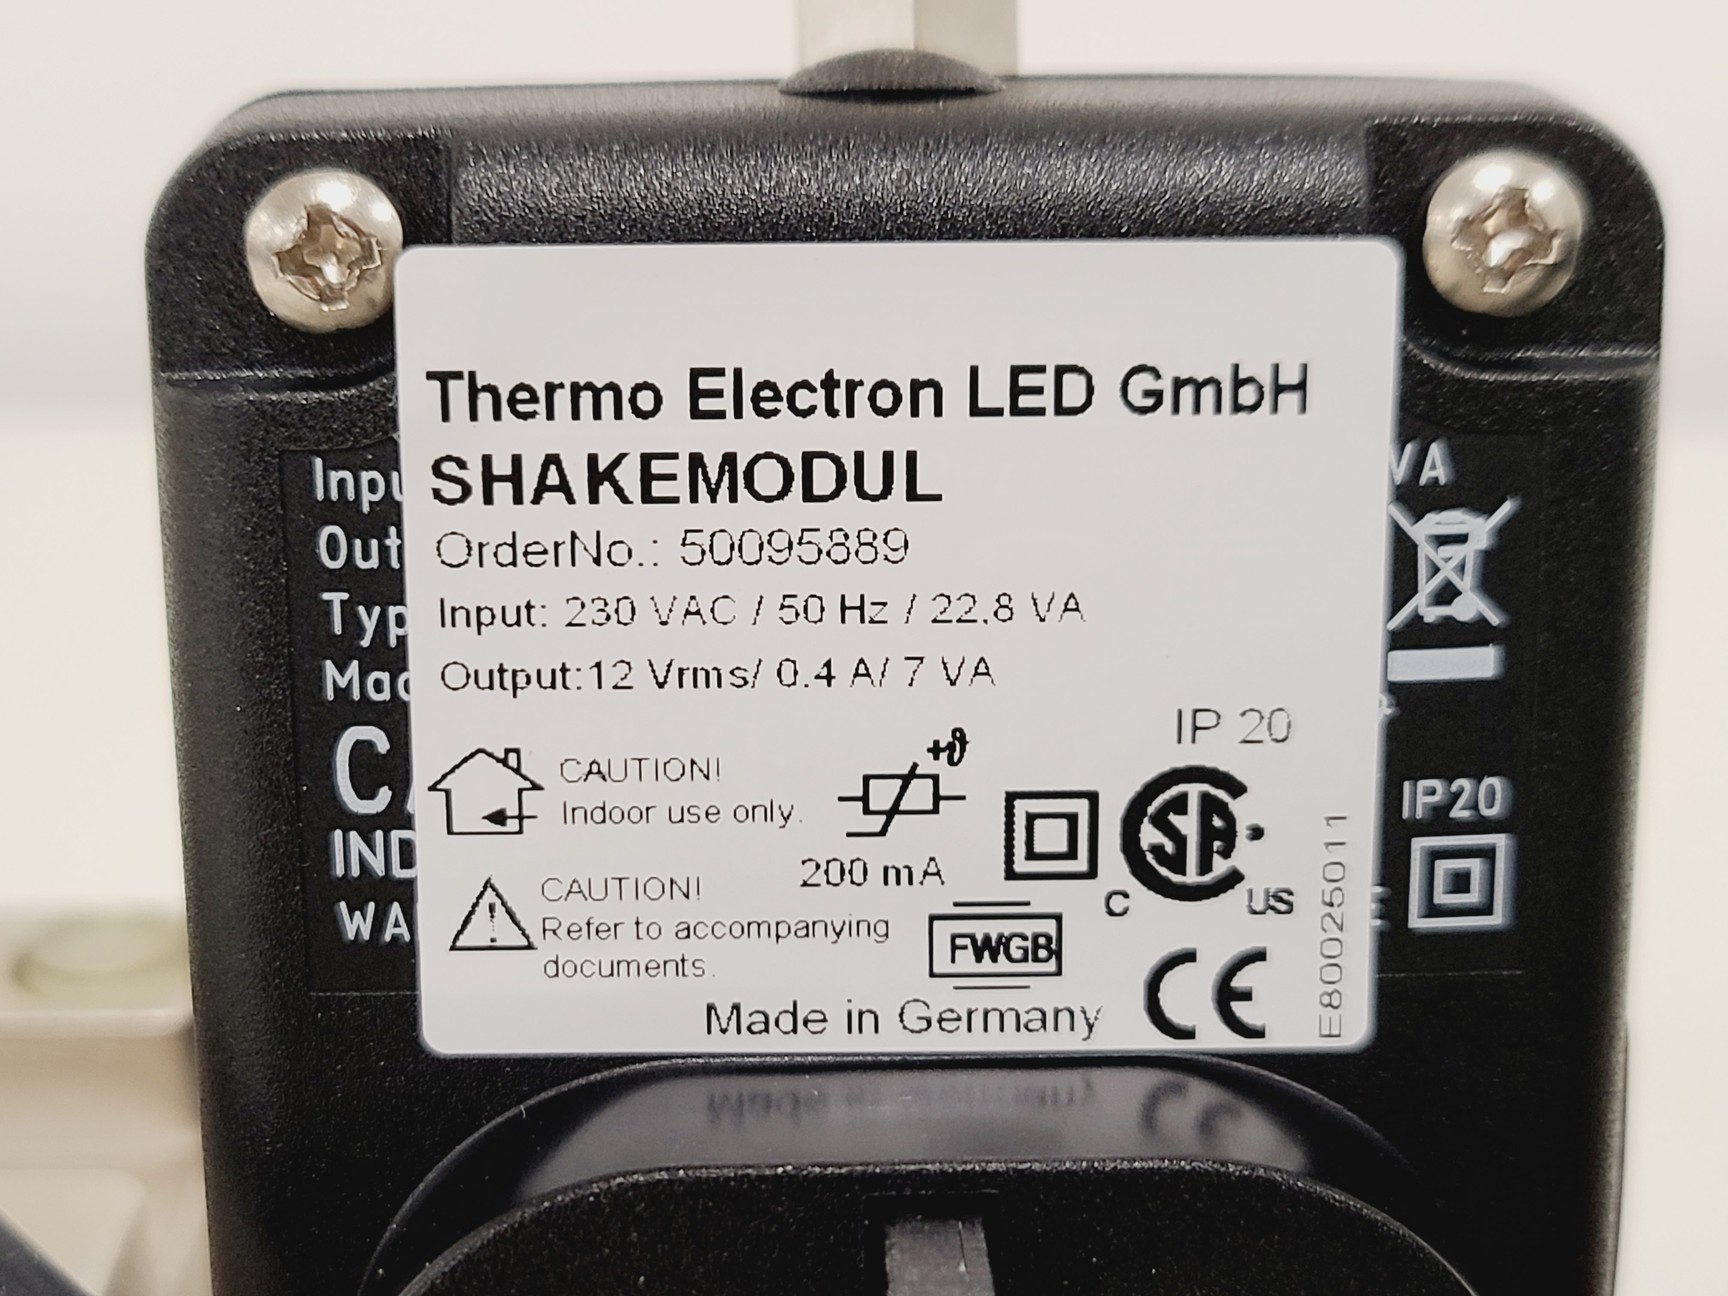 Thermo Electron LED GmbH
SHAKEMODUL
OrderNo.: 50095889
Input: 230 VAC / 50 Hz / 22.8 VA
Output:12 Vrms/ 0.4 A/ 7 VA
IP 20
CAUTION!
Indoor use only.
+ϑ
200 mA
CAUTION!
Refer to accompanying
documents.
FWGB
C SA US
CE
Made in Germany
E80025011
VA
IP20